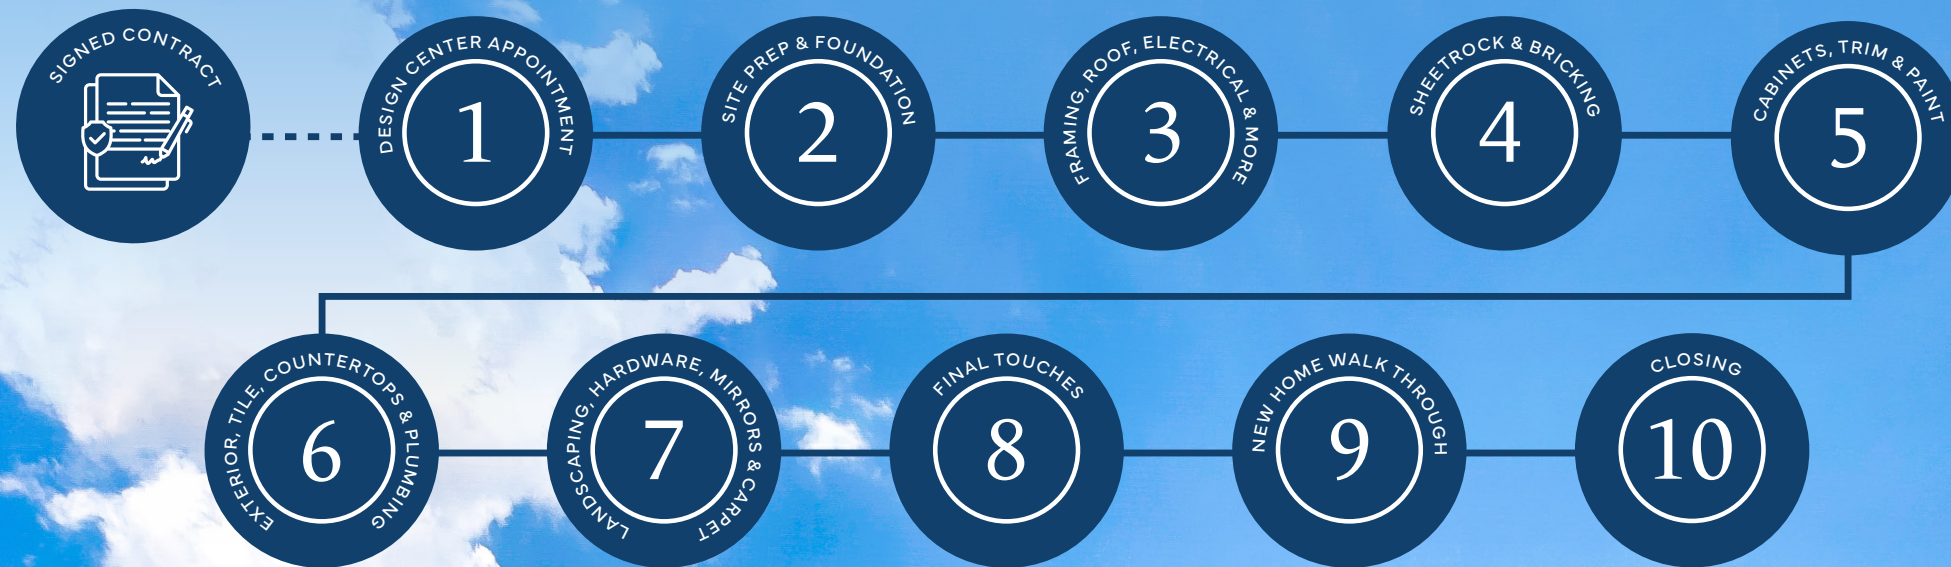 SIGNED CONTRACT
DESIGN CENTER APPOINTMENT
1
SITE PREP & FOUNDATION
2
FRAMING, ROOF, ELECTRICAL & MORE
3
SHEETROCK & BRICKING
4
CABINETS, TRIM & PAINT
5
EXTERIOR, TILE, COUNTERTOPS & PLUMBING
6
LANDSCAPING, HARDWARE, MIRRORS & CARPET
7
FINAL TOUCHES
8
NEW HOME WALK THROUGH
9
CLOSING
10